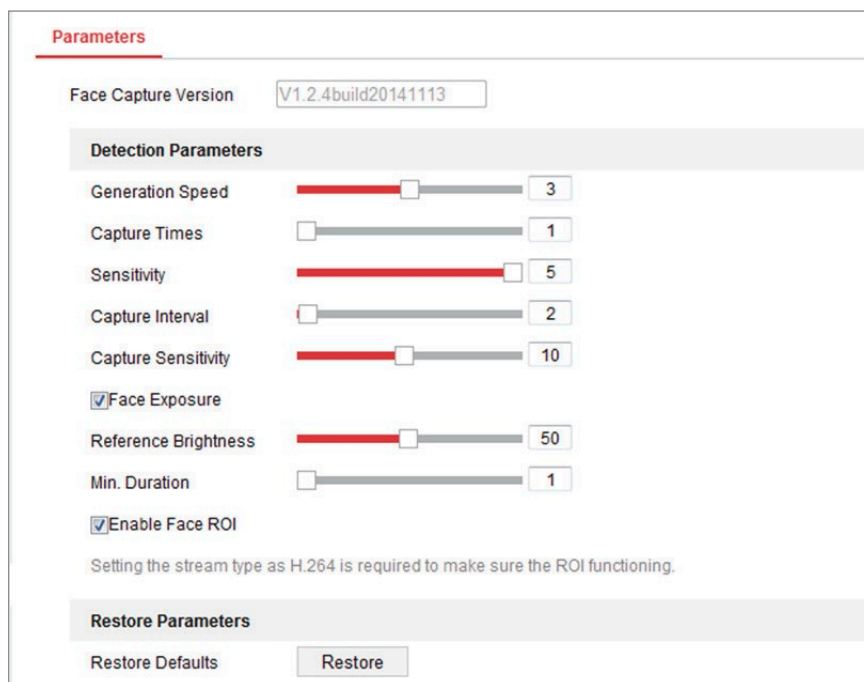 Parameters
Face Capture Version V1.2.4build20141113
Detection Parameters
Generation Speed 3
Capture Times 1
Sensitivity 5
Capture Interval 2
Capture Sensitivity 10
Face Exposure
Reference Brightness 50
Min. Duration 1
Enable Face ROI
Setting the stream type as H.264 is required to make sure the ROI functioning.
Restore Parameters
Restore Defaults Restore